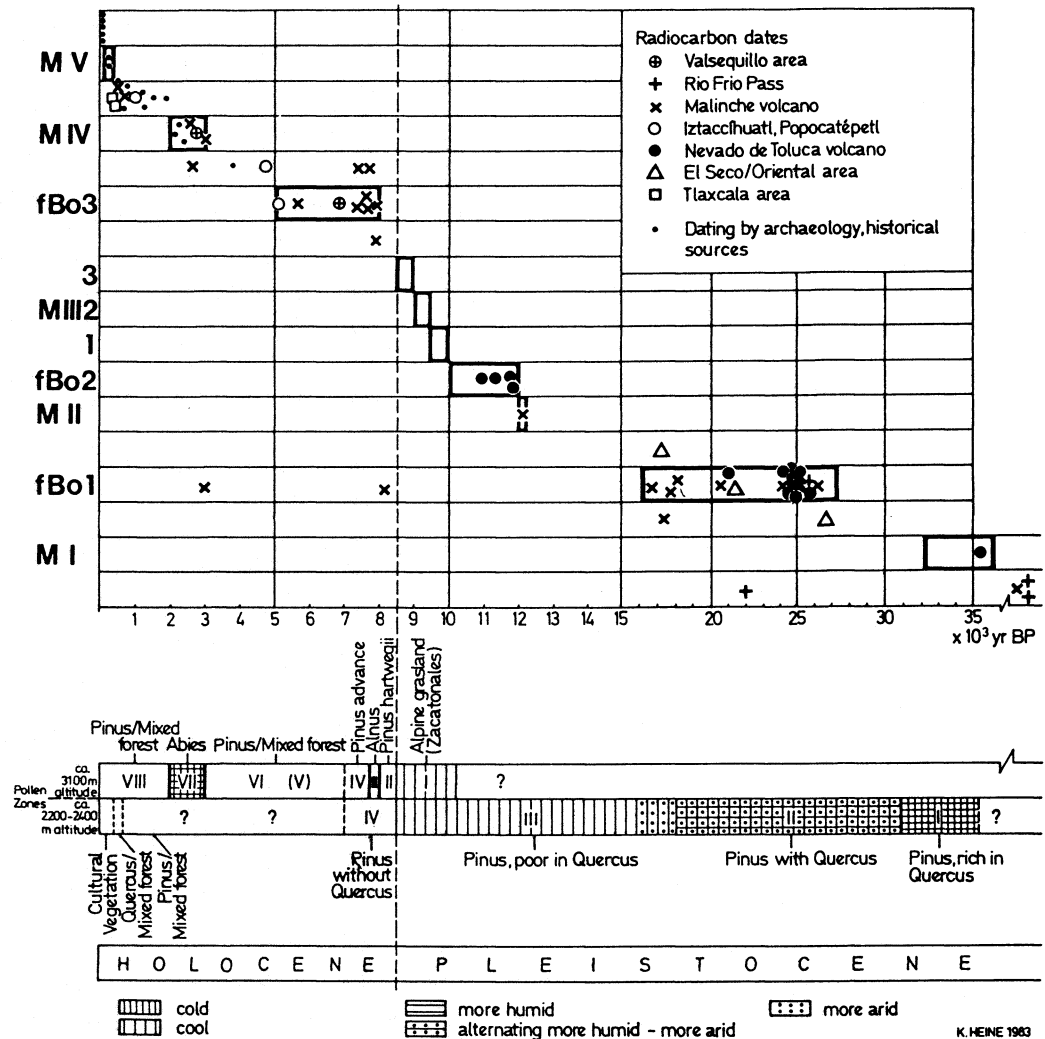 Radiocarbon dates
⊕ Valsequillo area
+ Rio Frio Pass
× Malinche volcano
○ Iztaccíhuatl, Popocatépetl
● Nevado de Toluca volcano
△ El Seco/Oriental area
□ Tlaxcala area
• Dating by archaeology, historical
sources
M V
M IV
fBo3
3
M III2
1
fBo2
M II
fBo1
M I
1 2 3 4 5 6 7 8 9 10 11 12 13 14 15 20 25 30 35
x 10³ yr BP
Pinus/Mixed
forest
Abies
Pinus/Mixed forest
Pinus advance
Alnus
Pinus hartwegii
Alpine grasland
(Zacatonales)
Pollen
Zones
ca.
3100m
altitude
VIII VII VI (V) IV III II ?
ca.
2200-2400
m altitude
? ? IV III II I ?
Cultural
Vegetation
Quercus/
Mixed forest
Pinus/
Mixed forest
Pinus
without
Quercus
Pinus, poor in Quercus
Pinus with Quercus
Pinus, rich in
Quercus
H O L O C E N E P L E I S T O C E N E
cold
cool
more humid
alternating more humid - more arid
more arid
K. HEINE 1983